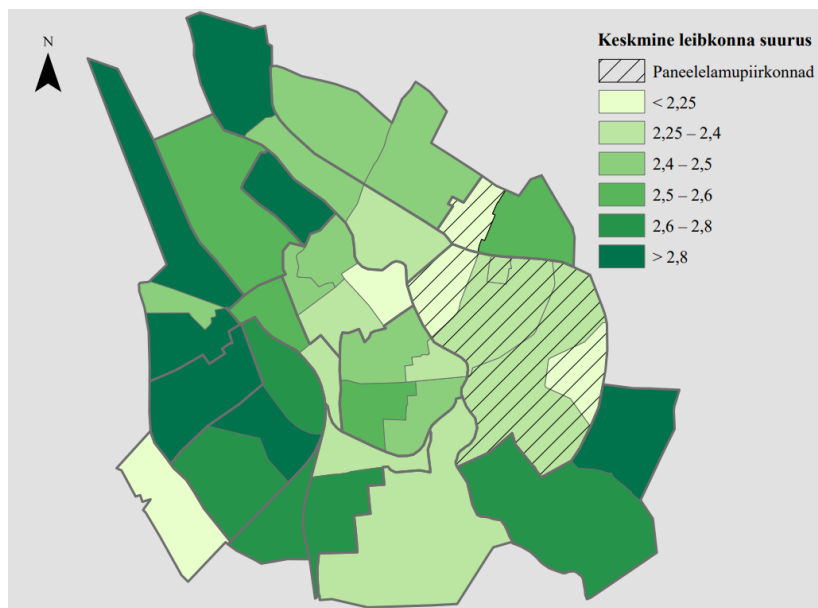 N
Keskmine leibkonna suurus
Paneelelamupiirkonnad
< 2,25
2,25 – 2,4
2,4 – 2,5
2,5 – 2,6
2,6 – 2,8
> 2,8